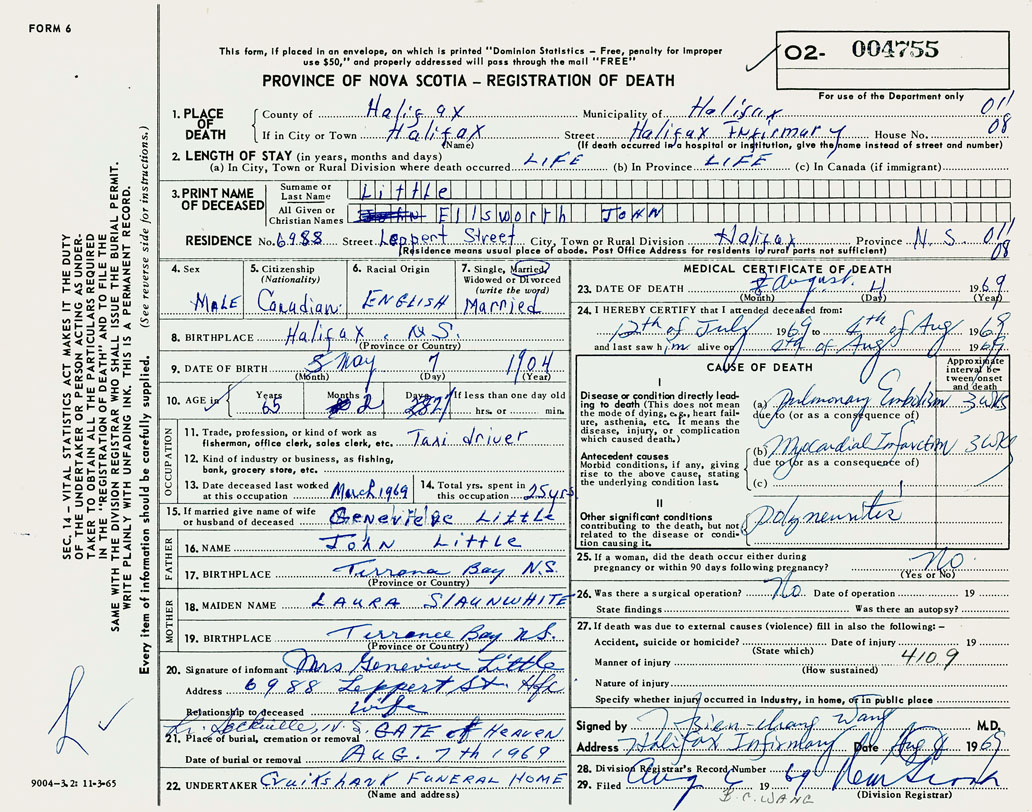 FORM 6
This form, if placed in an envelope, on which is printed "Dominion Statistics – Free, penalty for improper
use $50," and properly addressed will pass through the mail "FREE"
O2- 004755
For use of the Department only
PROVINCE OF NOVA SCOTIA – REGISTRATION OF DEATH
1. PLACE OF DEATH
County of Halifax Municipality of Halifax 011
If in City or Town Halifax Street Halifax Infirmary House No. 08
(Name) (If death occurred in a hospital or institution, give the name instead of street and number)
2. LENGTH OF STAY (in years, months and days)
(a) In City, Town or Rural Division where death occurred LIFE (b) In Province LIFE (c) In Canada (if immigrant)
3. PRINT NAME OF DECEASED
Surname or Last Name Little
All Given or Christian Names Ellsworth JOHN
RESIDENCE No. 6988 Street Leppert Street City, Town or Rural Division Halifax Province N.S. 011
(Residence means usual place of above. Post Office Address for residents in rural parts not sufficient) 08
4. Sex MALE
5. Citizenship (Nationality) Canadian
6. Racial Origin ENGLISH
7. Single, Married, Widowed or Divorced (write the word) Married
8. BIRTHPLACE Halifax N.S.
(Province or Country)
9. DATE OF BIRTH May 7 1904
(Month) (Day) (Year)
10. AGE in Years 65 Months 2 Days 28 If less than one day old hrs. or min.
OCCUPATION
11. Trade, profession, or kind of work as fisherman, office clerk, sales clerk, etc. Taxi driver
12. Kind of industry or business, as fishing, bank, grocery store, etc.
13. Date deceased last worked at this occupation March 1969
14. Total yrs. spent in this occupation 25 yrs
15. If married give name of wife or husband of deceased Genevieve Little
FATHER
16. NAME John Little
17. BIRTHPLACE Terrona Bay N.S.
(Province or Country)
MOTHER
18. MAIDEN NAME LAURA SLAUNWHITE
19. BIRTHPLACE Terrance Bay N.S.
(Province or Country)
20. Signature of informant Mrs Genevieve Little
Address 6988 Leppert St. Hfx
Relationship to deceased wife
Lr. Sackville, N.S.
21. Place of burial, cremation or removal GATE of HEAVEN
Date of burial or removal AUG. 7th 1969
22. UNDERTAKER Cruikshank FUNERAL HOME
(Name and address)
MEDICAL CERTIFICATE OF DEATH
23. DATE OF DEATH August 4 1969
(Month) (Day) (Year)
24. I HEREBY CERTIFY that I attended deceased from:
12th of July 1969 to 4th of Aug 1969
and last saw him alive on 4th of Aug 1969
CAUSE OF DEATH
Approximate interval between onset and death
I
Disease or condition directly leading to death (This does not mean the mode of dying, e.g., heart failure, asthenia, etc. It means the disease, injury, or complication which caused death.)
(a) Pulmonary Embolism 3 WKS
due to (or as a consequence of)
Antecedent causes
Morbid conditions, if any, giving rise to the above cause, stating the underlying condition last.
(b) Myocardial Infarction 3 WKS
due to (or as a consequence of)
(c)
II
Other significant conditions contributing to the death, but not related to the disease or condition causing it.
polyneuritis
25. If a woman, did the death occur either during pregnancy or within 90 days following pregnancy? No
(Yes or No)
26. Was there a surgical operation? No. Date of operation 19
State findings Was there an autopsy?
27. If death was due to external causes (violence) fill in also the following: –
Accident, suicide or homicide? Date of injury 19
(State which)
Manner of injury 410.9
(How sustained)
Nature of injury
Specify whether injury occurred in Industry, in home, or in public place
Signed by Bien-chang Wang M.D.
Address Halifax Infirmary Date Aug 4 1969
28. Division Registrar's Record Number
29. Filed Aug 6 1969
(Division Registrar)
B.C. WANG
SEC. 14 – VITAL STATISTICS ACT MAKES IT THE DUTY
OF THE UNDERTAKER OR PERSON ACTING AS UNDER-
TAKER TO OBTAIN ALL THE PARTICULARS REQUIRED
IN THE "REGISTRATION OF DEATH" AND TO FILE THE
SAME WITH THE DIVISION REGISTRAR WHO SHALL ISSUE THE BURIAL PERMIT.
WRITE PLAINLY WITH UNFADING INK. THIS IS A PERMANENT RECORD.
Every item of information should be carefully supplied. (See reverse side for instructions.)
9004–3.2: 11-3-65